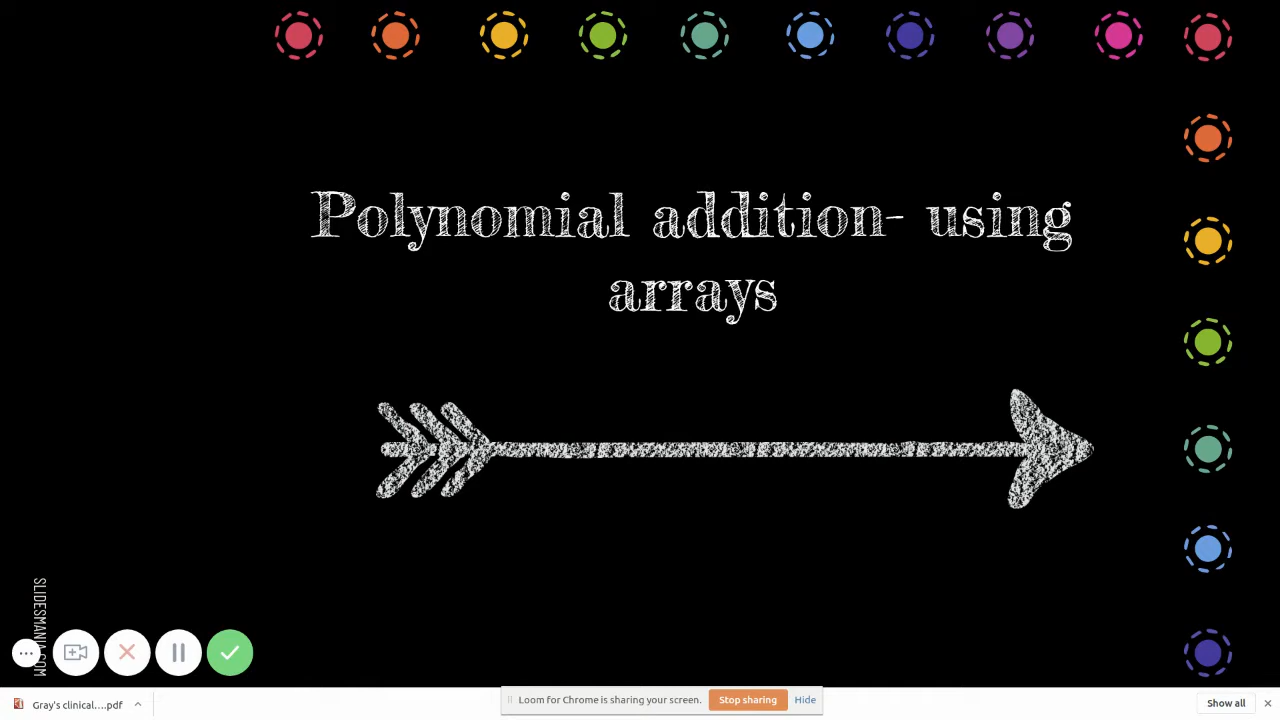 Polynomial addition- using
arrays
SLIDESMANIA.COM
Gray's clinical....pdf
Loom for Chrome is sharing your screen.
Stop sharing
Hide
Show all